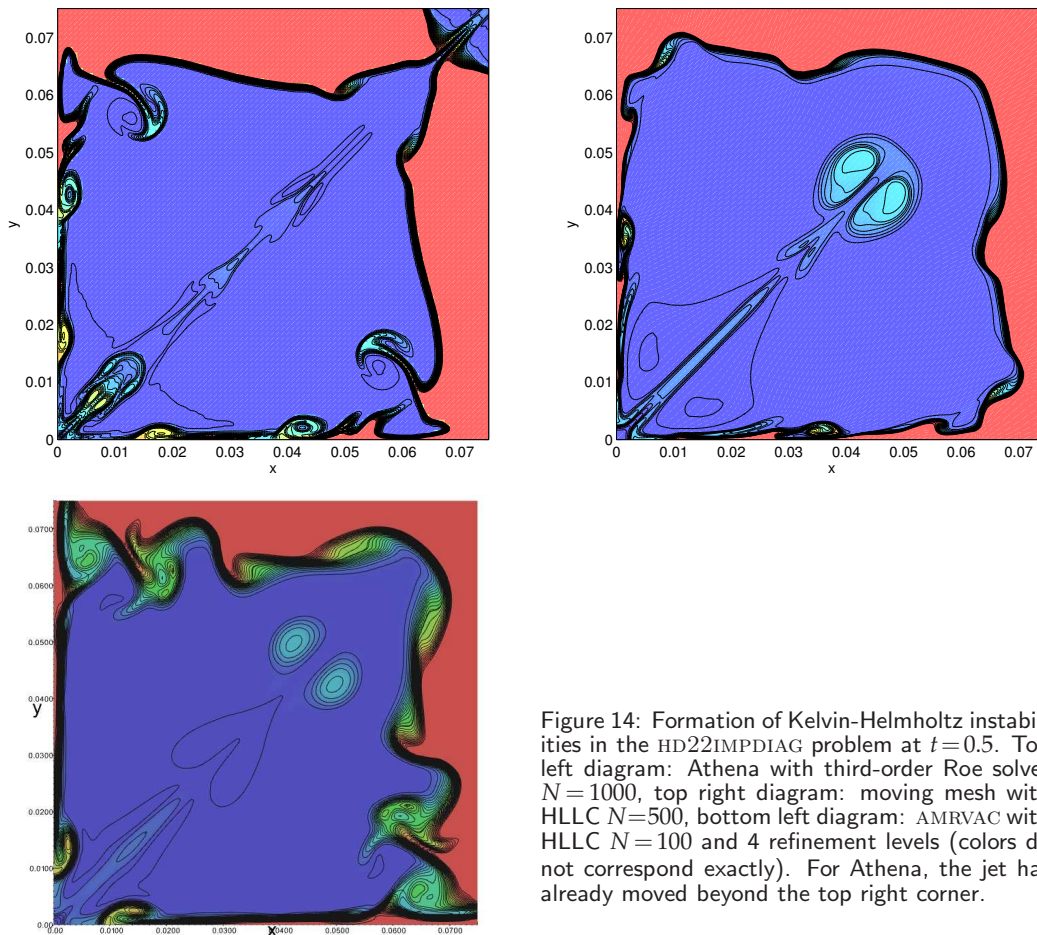 0.07
0.06
0.05
0.04
0.03
0.02
0.01
0
y
0 0.01 0.02 0.03 0.04 0.05 0.06 0.07
x
0.07
0.06
0.05
0.04
0.03
0.02
0.01
0
y
0 0.01 0.02 0.03 0.04 0.05 0.06 0.07
x
0.0700
0.0600
0.0500
0.0400
0.0300
0.0200
0.0100
0.00
y
0.00 0.0100 0.0200 0.0300 0.0400 0.0500 0.0600 0.0700
x
Figure 14: Formation of Kelvin-Helmholtz instabi
ities in the HD22IMPDIAG problem at t=0.5. To
left diagram: Athena with third-order Roe solve
N=1000, top right diagram: moving mesh wit
HLLC N=500, bottom left diagram: AMRVAC wit
HLLC N=100 and 4 refinement levels (colors d
not correspond exactly). For Athena, the jet ha
already moved beyond the top right corner.